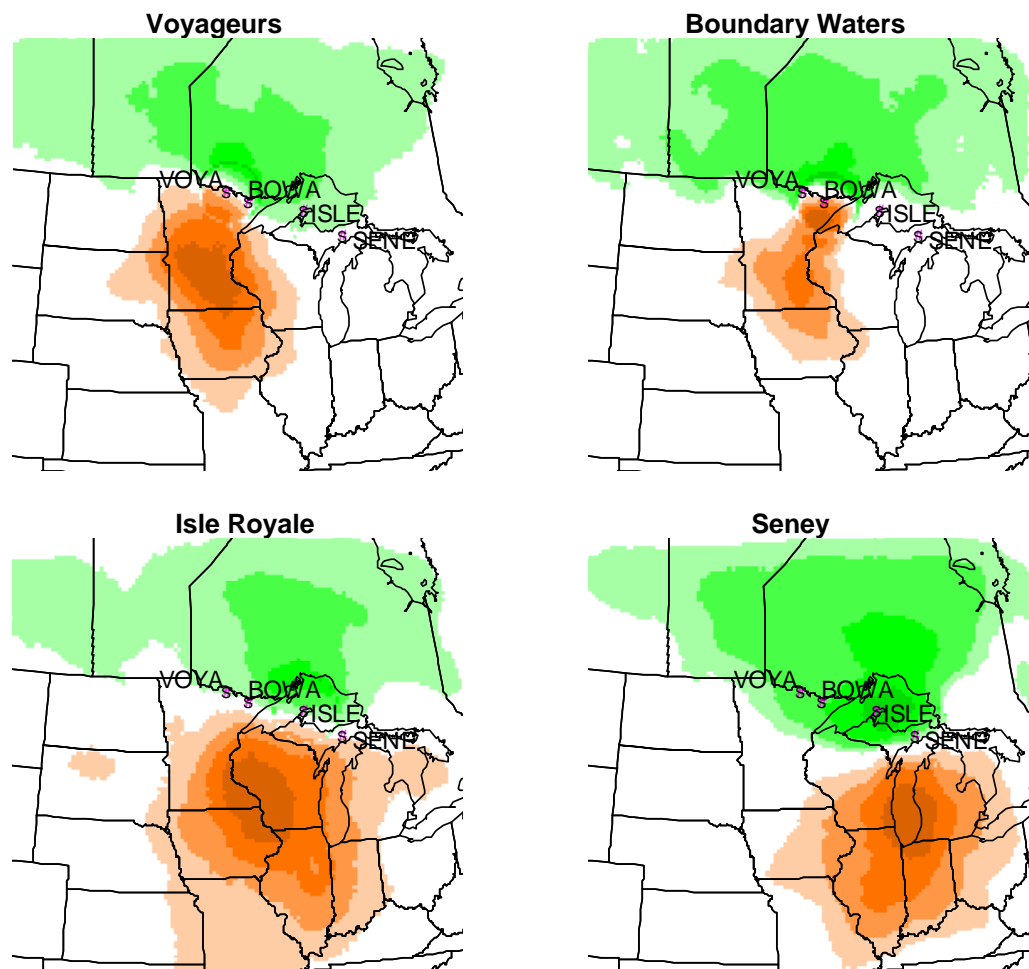 Voyageurs
VOYA
$
$
BOWA
$
ISLE
$
SENE
Boundary Waters
VOYA
$
$
BOWA
$
ISLE
$
SENE
Isle Royale
VOYA
$
$
BOWA
$
ISLE
$
SENE
Seney
VOYA
$
$
BOWA
$
ISLE
$
SENE